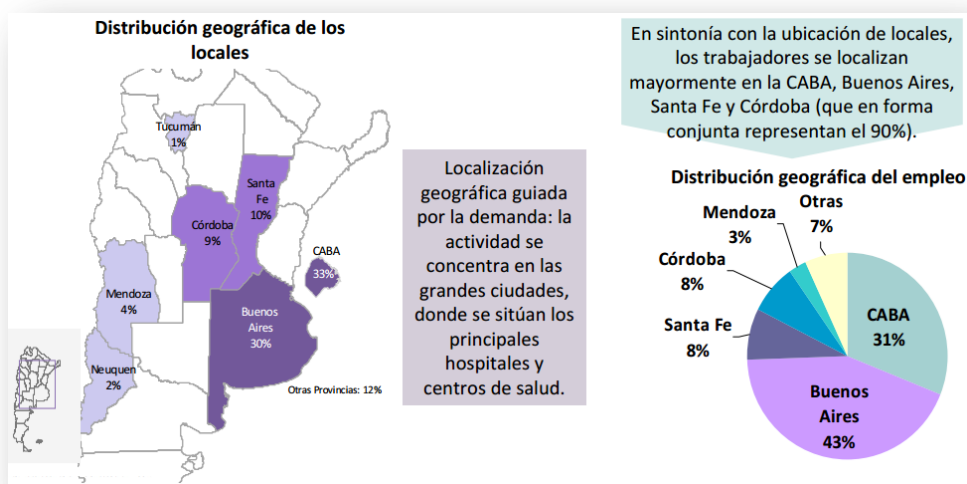 Distribución geográfica de los
locales
Tucumán
1%
Santa
Fe
10%
Córdoba
9%
CABA
33%
Mendoza
4%
Buenos
Aires
30%
Neuquen
2%
Otras Provincias: 12%
Localización
geográfica guiada
por la demanda: la
actividad se
concentra en las
grandes ciudades,
donde se sitúan los
principales
hospitales y
centros de salud.
En sintonía con la ubicación de locales,
los trabajadores se localizan
mayormente en la CABA, Buenos Aires,
Santa Fe y Córdoba (que en forma
conjunta representan el 90%).
Distribución geográfica del empleo
Otras
7%
Mendoza
3%
Córdoba
8%
Santa Fe
8%
CABA
31%
Buenos
Aires
43%